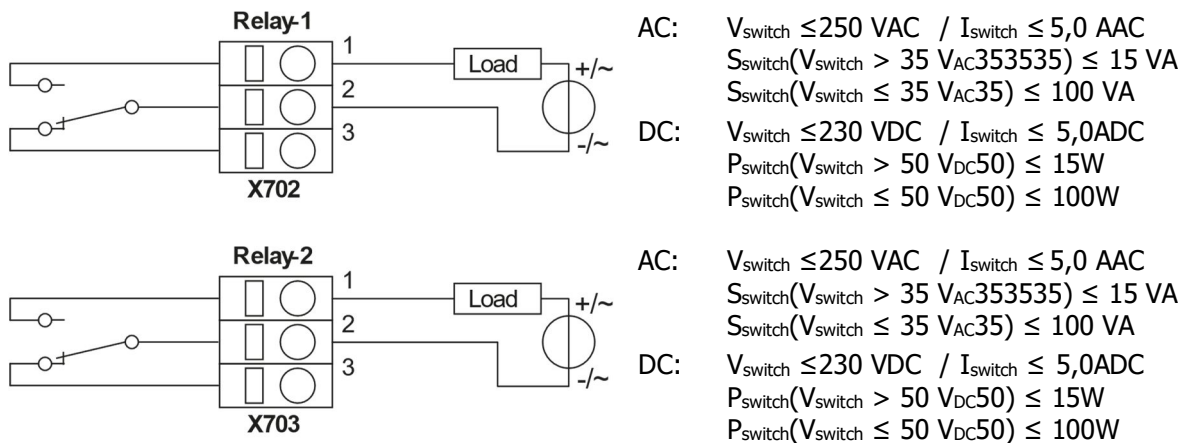 Relay-1
1
Load
+/~
2
3
-/~
X702
AC: Vswitch ≤250 VAC / Iswitch ≤ 5,0 AAC
Sswitch(Vswitch > 35 VAC353535) ≤ 15 VA
Sswitch(Vswitch ≤ 35 VAC35) ≤ 100 VA
DC: Vswitch ≤230 VDC / Iswitch ≤ 5,0ADC
Pswitch(Vswitch > 50 VDC50) ≤ 15W
Pswitch(Vswitch ≤ 50 VDC50) ≤ 100W
Relay-2
1
Load
+/~
2
3
-/~
X703
AC: Vswitch ≤250 VAC / Iswitch ≤ 5,0 AAC
Sswitch(Vswitch > 35 VAC353535) ≤ 15 VA
Sswitch(Vswitch ≤ 35 VAC35) ≤ 100 VA
DC: Vswitch ≤230 VDC / Iswitch ≤ 5,0ADC
Pswitch(Vswitch > 50 VDC50) ≤ 15W
Pswitch(Vswitch ≤ 50 VDC50) ≤ 100W